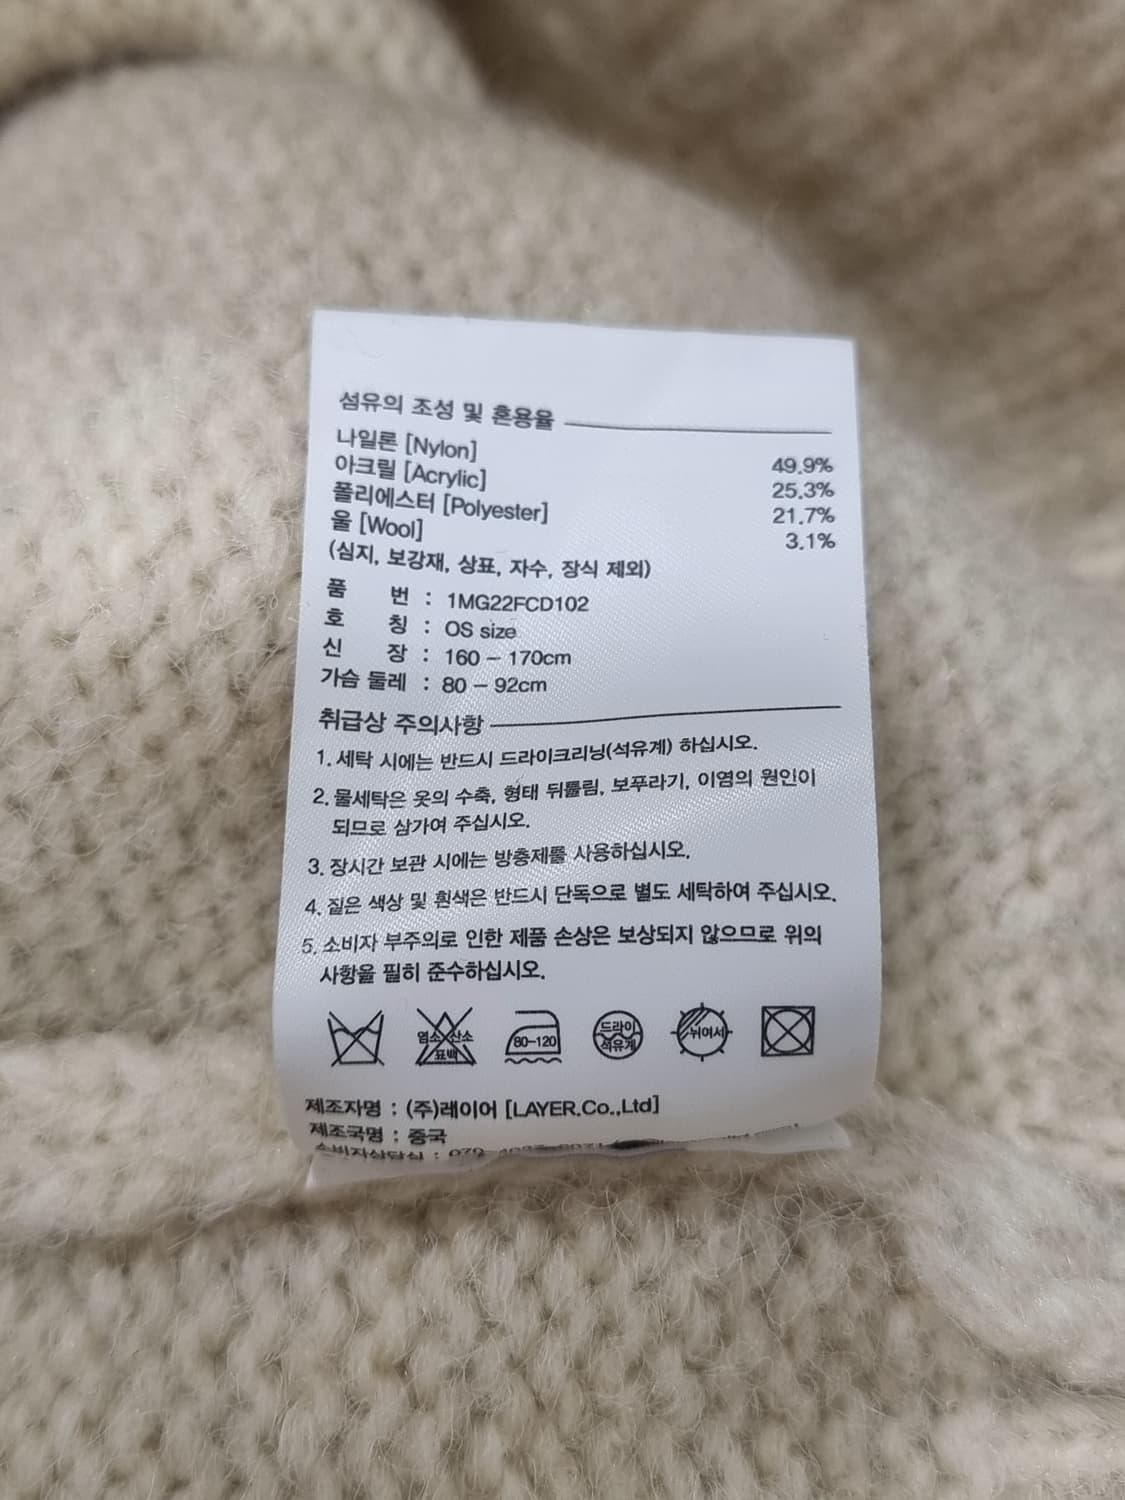 섬유의 조성 및 혼용율
나일론 [Nylon] 49.9%
아크릴 [Acrylic] 25.3%
폴리에스터 [Polyester] 21.7%
울 [Wool] 3.1%
(심지, 보강재, 상표, 자수, 장식 제외)
품 번 : 1MG22FCD102
호 칭 : OS size
신 장 : 160 – 170cm
가슴 둘레 : 80 – 92cm
취급상 주의사항
1. 세탁 시에는 반드시 드라이크리닝(석유계) 하십시오.
2. 물세탁은 옷의 수축, 형태 뒤틀림, 보푸라기, 이염의 원인이
되므로 삼가여 주십시오.
3. 장시간 보관 시에는 방충제를 사용하십시오.
4. 짙은 색상 및 흰색은 반드시 단독으로 별도 세탁하여 주십시오.
5. 소비자 부주의로 인한 제품 손상은 보상되지 않으므로 위의
사항을 필히 준수하십시오.
염소 산소 표백
80-120
드라이 석유계
뉘여서
제조자명 : (주)레이어 [LAYER.Co.,Ltd]
제조국명 : 중국
소비자상담실 : 070